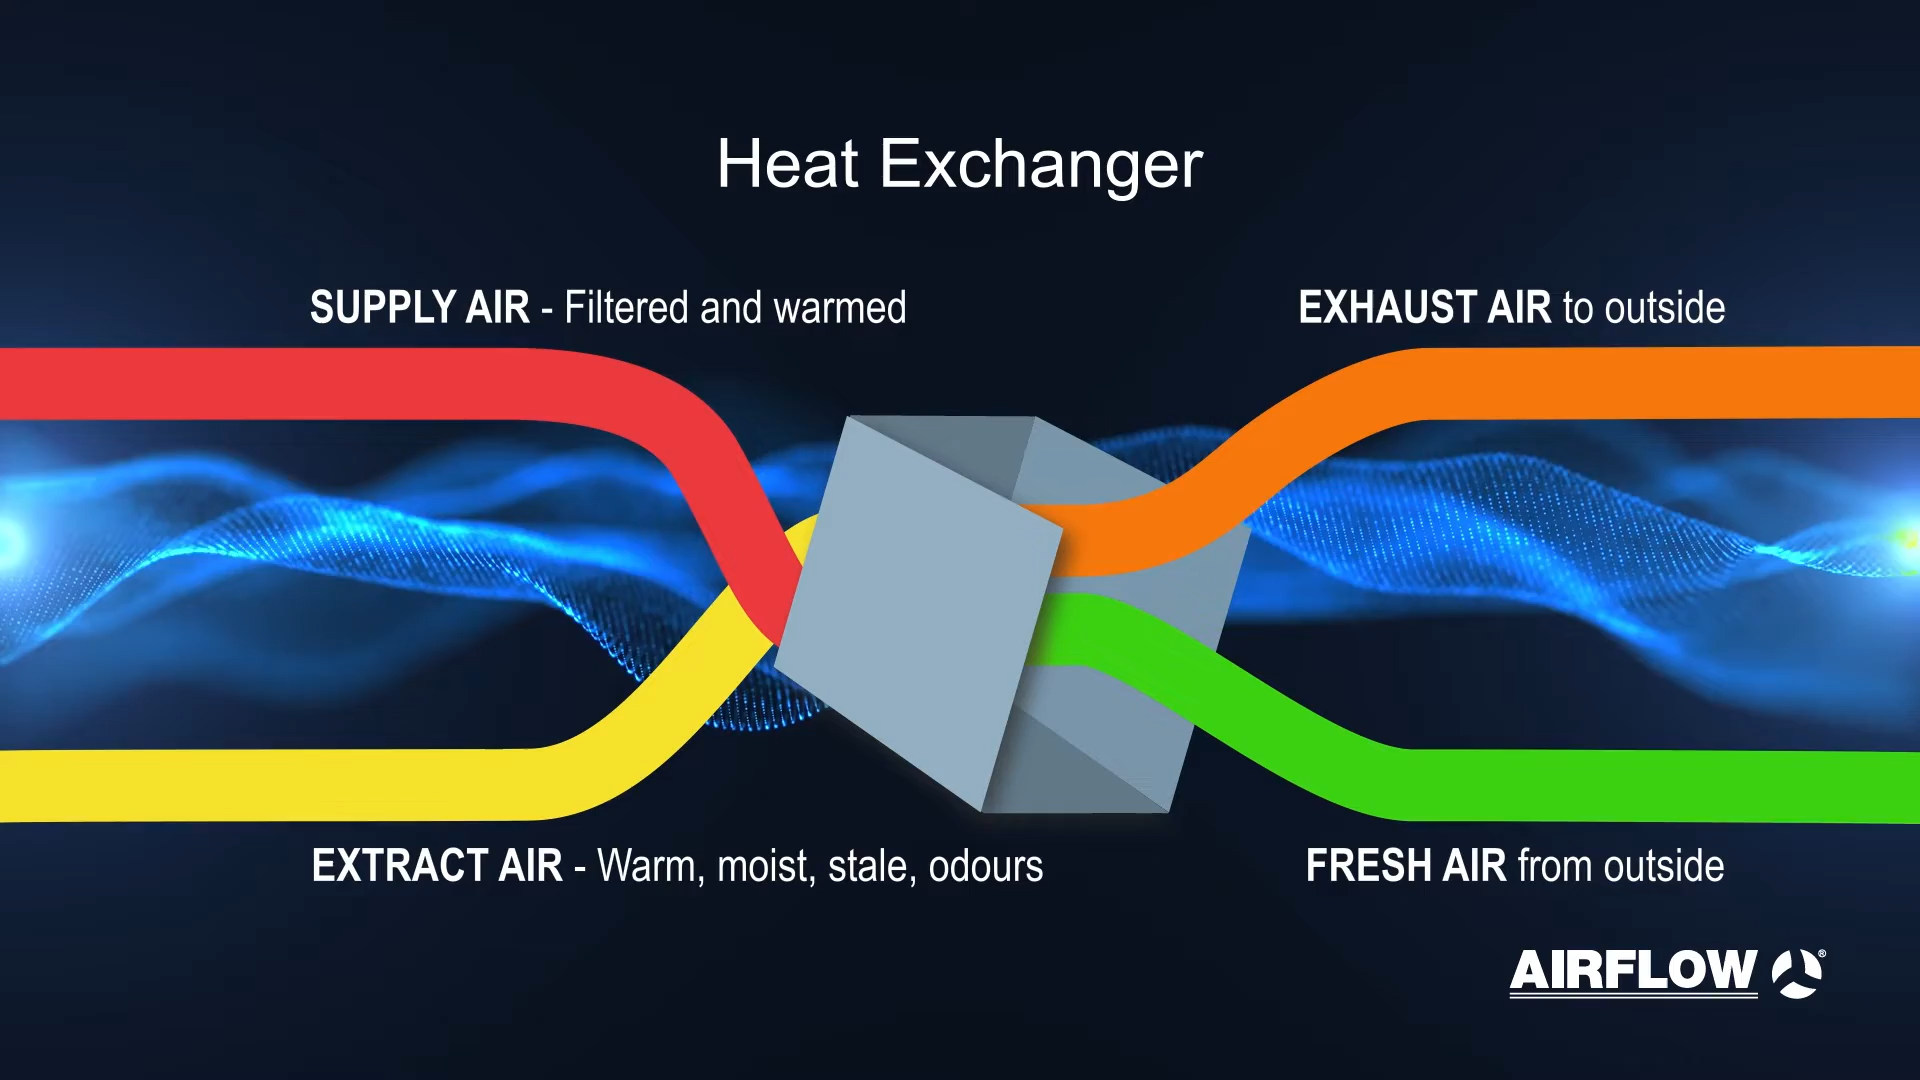 Heat Exchanger
SUPPLY AIR - Filtered and warmed
EXHAUST AIR to outside
EXTRACT AIR - Warm, moist, stale, odours
FRESH AIR from outside
AIRFLOW ®